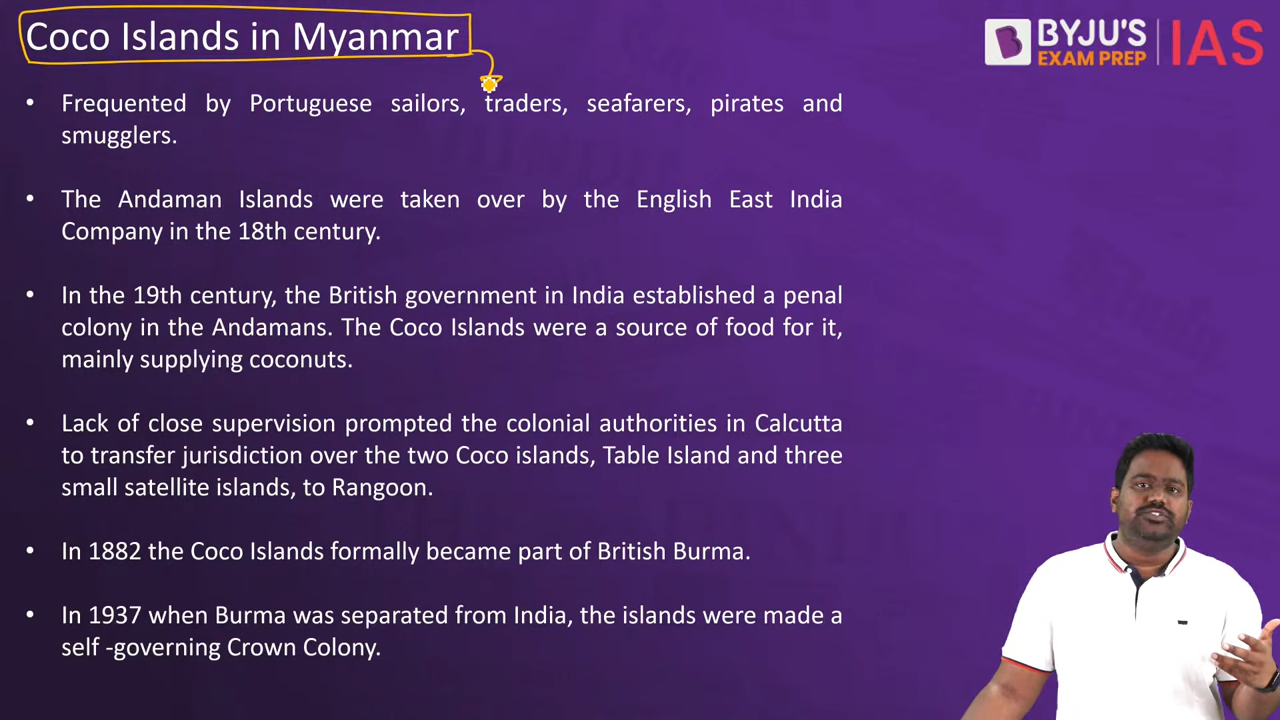 Coco Islands in Myanmar
BYJU'S
EXAM PREP
IAS
• Frequented by Portuguese sailors, traders, seafarers, pirates and
smugglers.
• The Andaman Islands were taken over by the English East India
Company in the 18th century.
• In the 19th century, the British government in India established a penal
colony in the Andamans. The Coco Islands were a source of food for it,
mainly supplying coconuts.
• Lack of close supervision prompted the colonial authorities in Calcutta
to transfer jurisdiction over the two Coco islands, Table Island and three
small satellite islands, to Rangoon.
• In 1882 the Coco Islands formally became part of British Burma.
• In 1937 when Burma was separated from India, the islands were made a
self -governing Crown Colony.